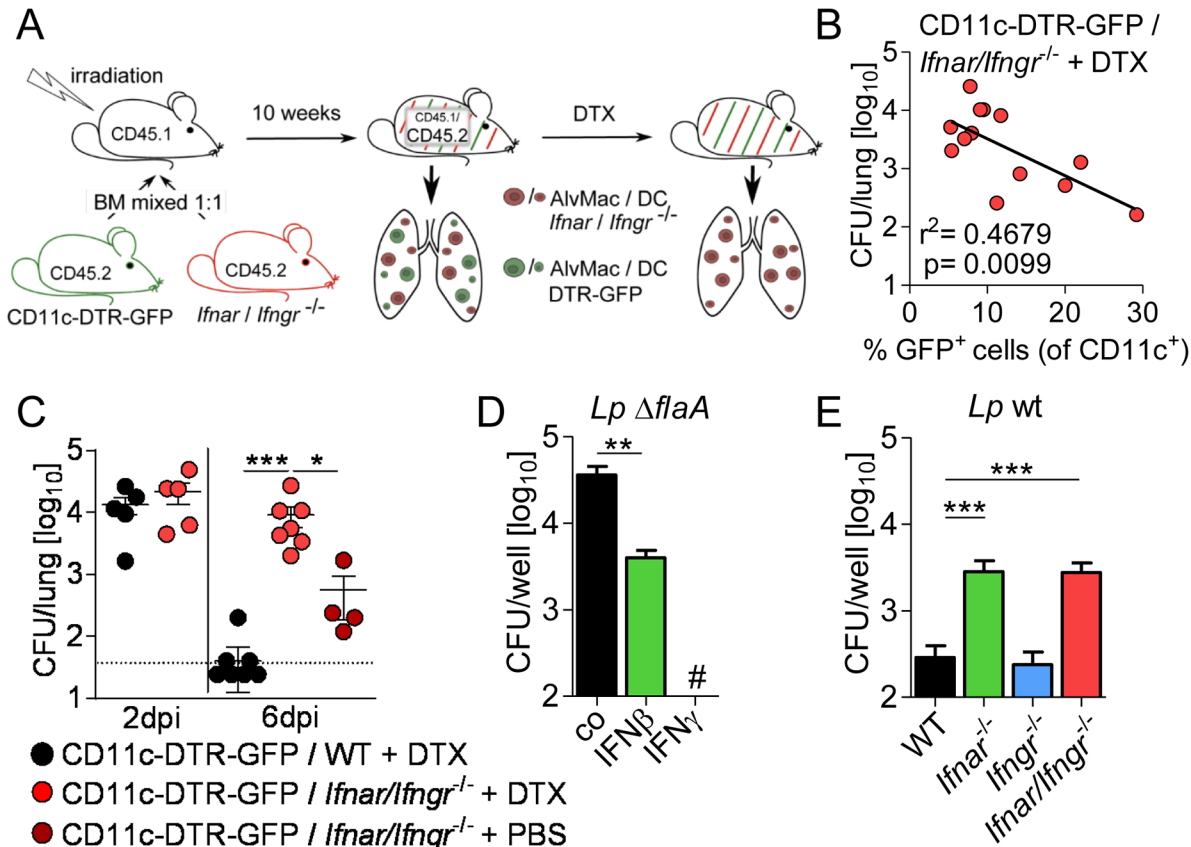 A
irradiation
CD45.1
10 weeks
CD45.1/
CD45.2
DTX
BM mixed 1:1
CD45.2
CD45.2
CD11c-DTR-GFP
Ifnar / Ifngr -/-
AlvMac / DC
Ifnar / Ifngr -/-
AlvMac / DC
DTR-GFP
B
CD11c-DTR-GFP /
Ifnar/Ifngr-/- + DTX
CFU/lung [log10]
5
4
3
2
1
r2= 0.4679
p= 0.0099
0 10 20 30
% GFP+ cells (of CD11c+)
C
CFU/lung [log10]
5
4
3
2
1
*** *
2dpi 6dpi
CD11c-DTR-GFP / WT + DTX
CD11c-DTR-GFP / Ifnar/Ifngr-/- + DTX
CD11c-DTR-GFP / Ifnar/Ifngr-/- + PBS
D
Lp ΔflaA
CFU/well [log10]
5
4
3
2
**
#
co IFNβ IFNγ
E
Lp wt
CFU/well [log10]
5
4
3
2
***
***
WT Ifnar-/- Ifngr-/- Ifnar/Ifngr-/-